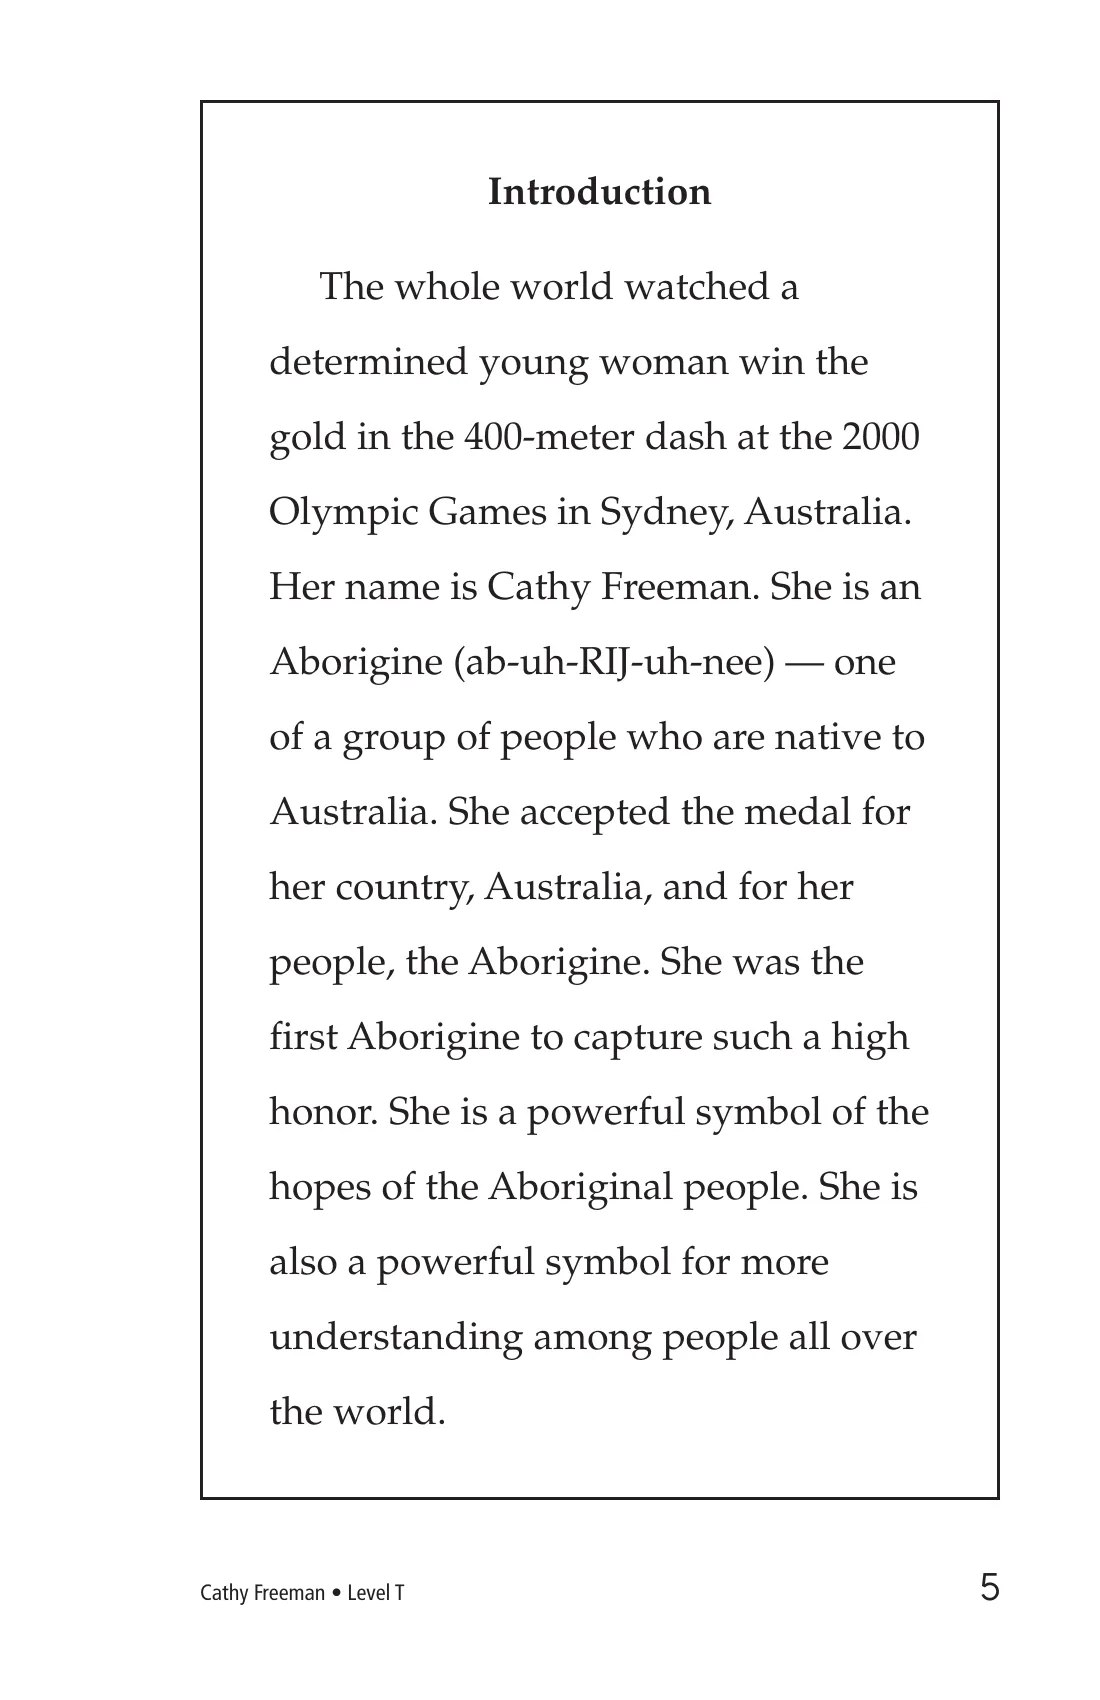 Introduction
The whole world watched a
determined young woman win the
gold in the 400-meter dash at the 2000
Olympic Games in Sydney, Australia.
Her name is Cathy Freeman. She is an
Aborigine (ab-uh-RIJ-uh-nee) — one
of a group of people who are native to
Australia. She accepted the medal for
her country, Australia, and for her
people, the Aborigine. She was the
first Aborigine to capture such a high
honor. She is a powerful symbol of the
hopes of the Aboriginal people. She is
also a powerful symbol for more
understanding among people all over
the world.
Cathy Freeman • Level T
5